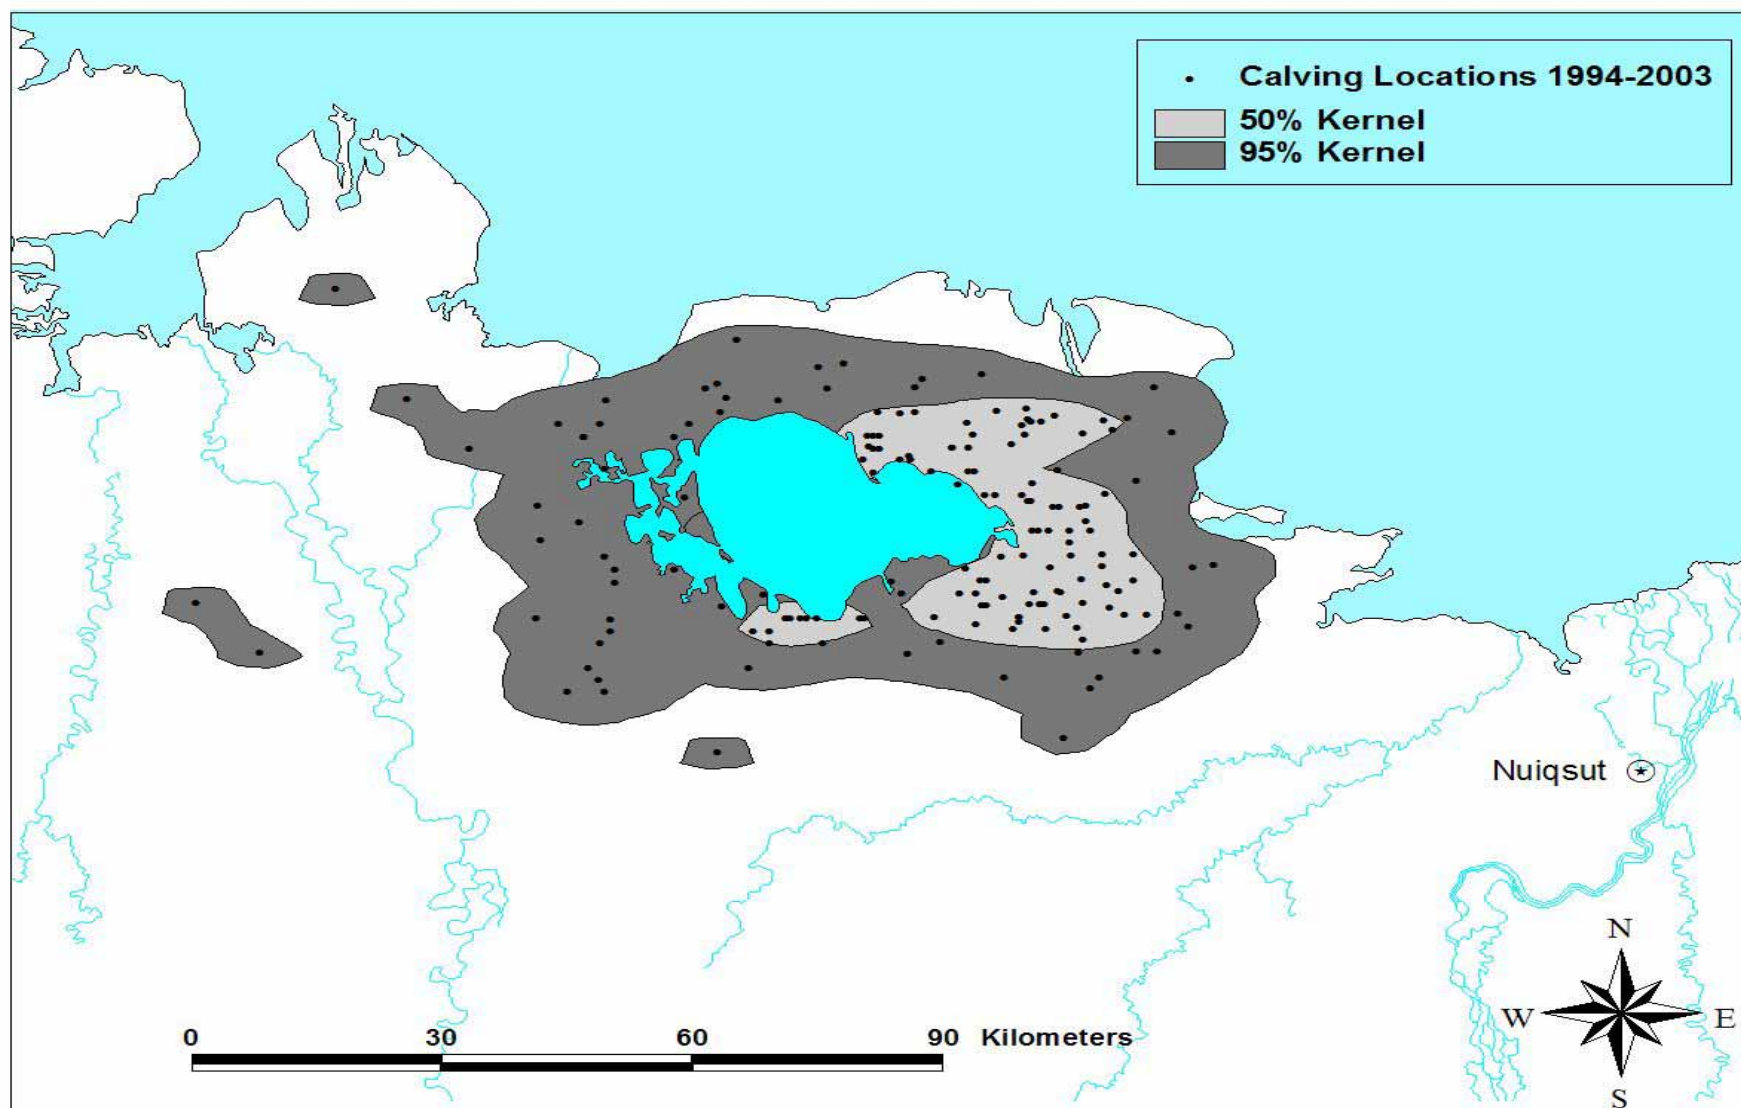 Calving Locations 1994-2003
50% Kernel
95% Kernel
Nuiqsut
N
W E
S
0 30 60 90 Kilometers